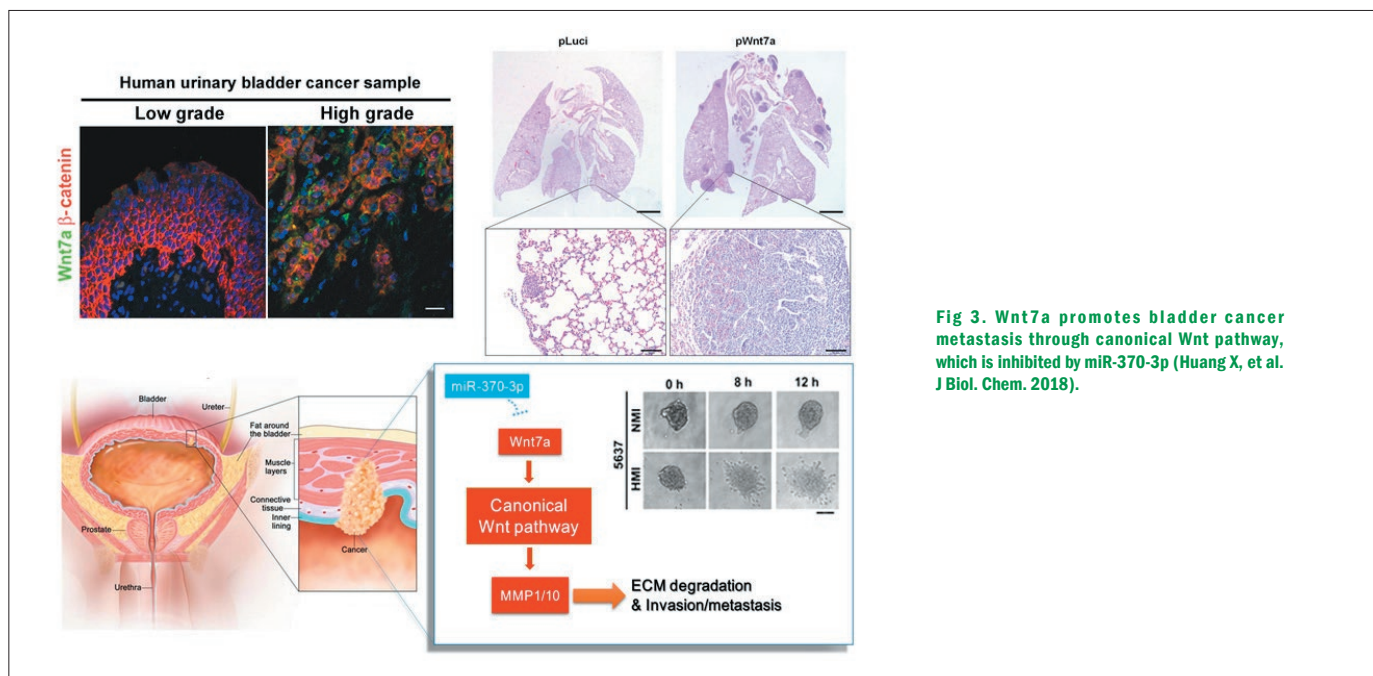 Human urinary bladder cancer sample
Low grade
High grade
Wnt7a β-catenin
pLuci
pWnt7a
Bladder
Ureter
Fat around
the bladder
Muscle
layers
Connective
tissue
Inner
lining
Prostate
Cancer
Urethra
miR-370-3p
Wnt7a
Canonical
Wnt pathway
MMP1/10
ECM degradation
& Invasion/metastasis
0 h
8 h
12 h
5637
NMI
HMI
Fig 3. Wnt7a promotes bladder cancer
metastasis through canonical Wnt pathway,
which is inhibited by miR-370-3p (Huang X, et al.
J Biol. Chem. 2018).